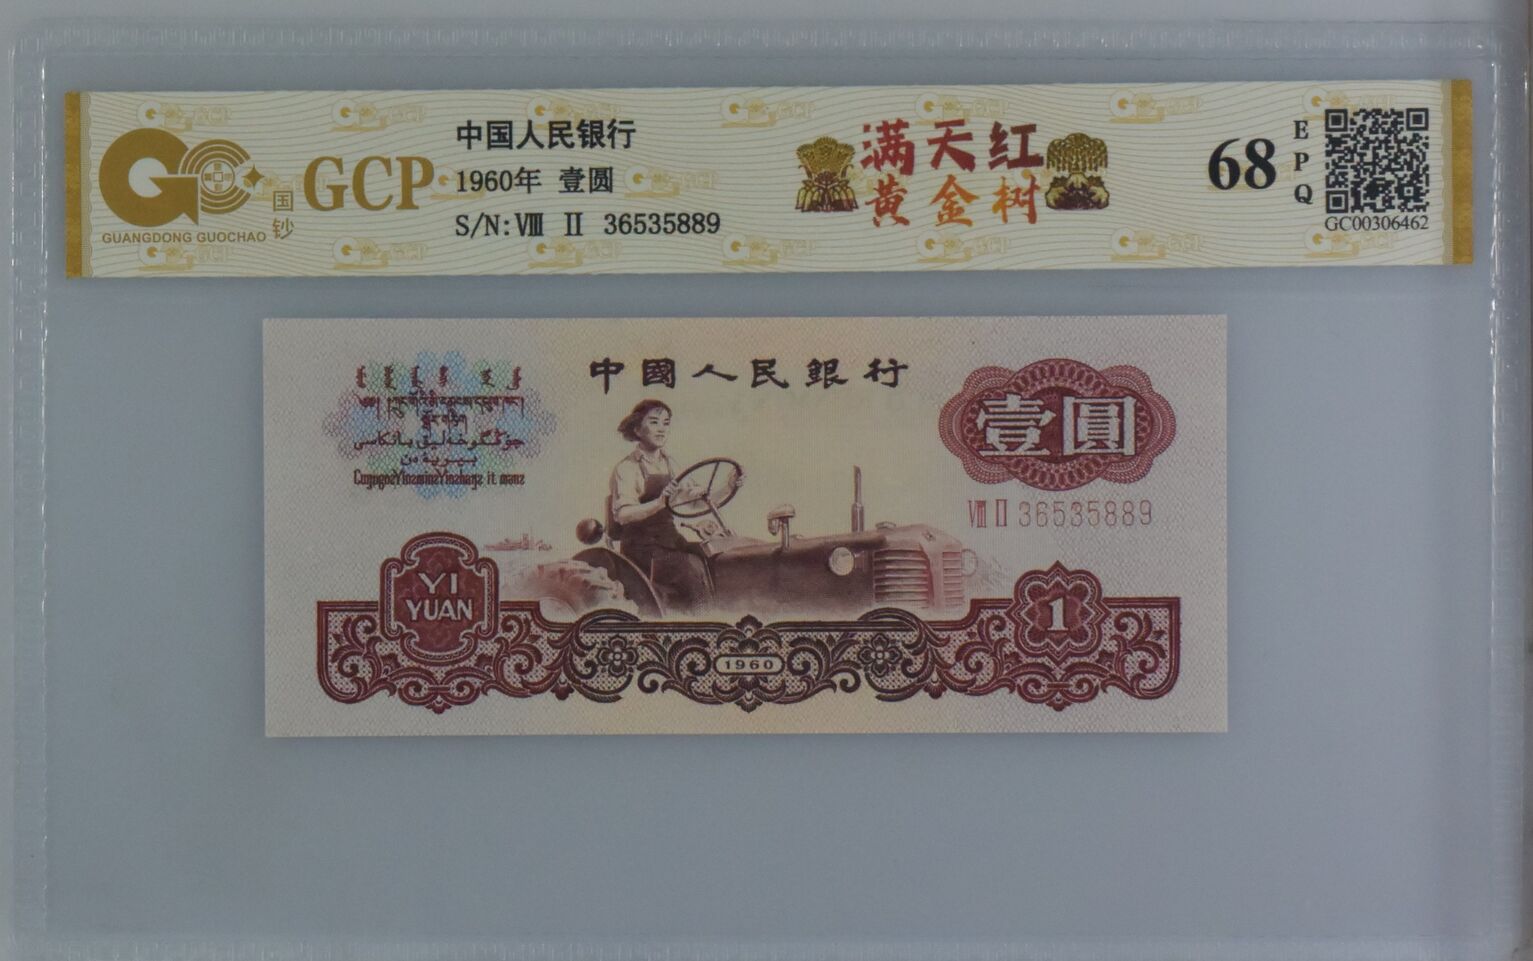 GUANGDONG GUOCHAO
国钞
GCP
中国人民银行
1960年 壹圆
S/N: Ⅷ Ⅱ 36535889
满天红
黄金树
68
EPQ
GC00306462
中國人民銀行
壹圓
Ⅷ Ⅱ 36535889
YI
YUAN
1
1960